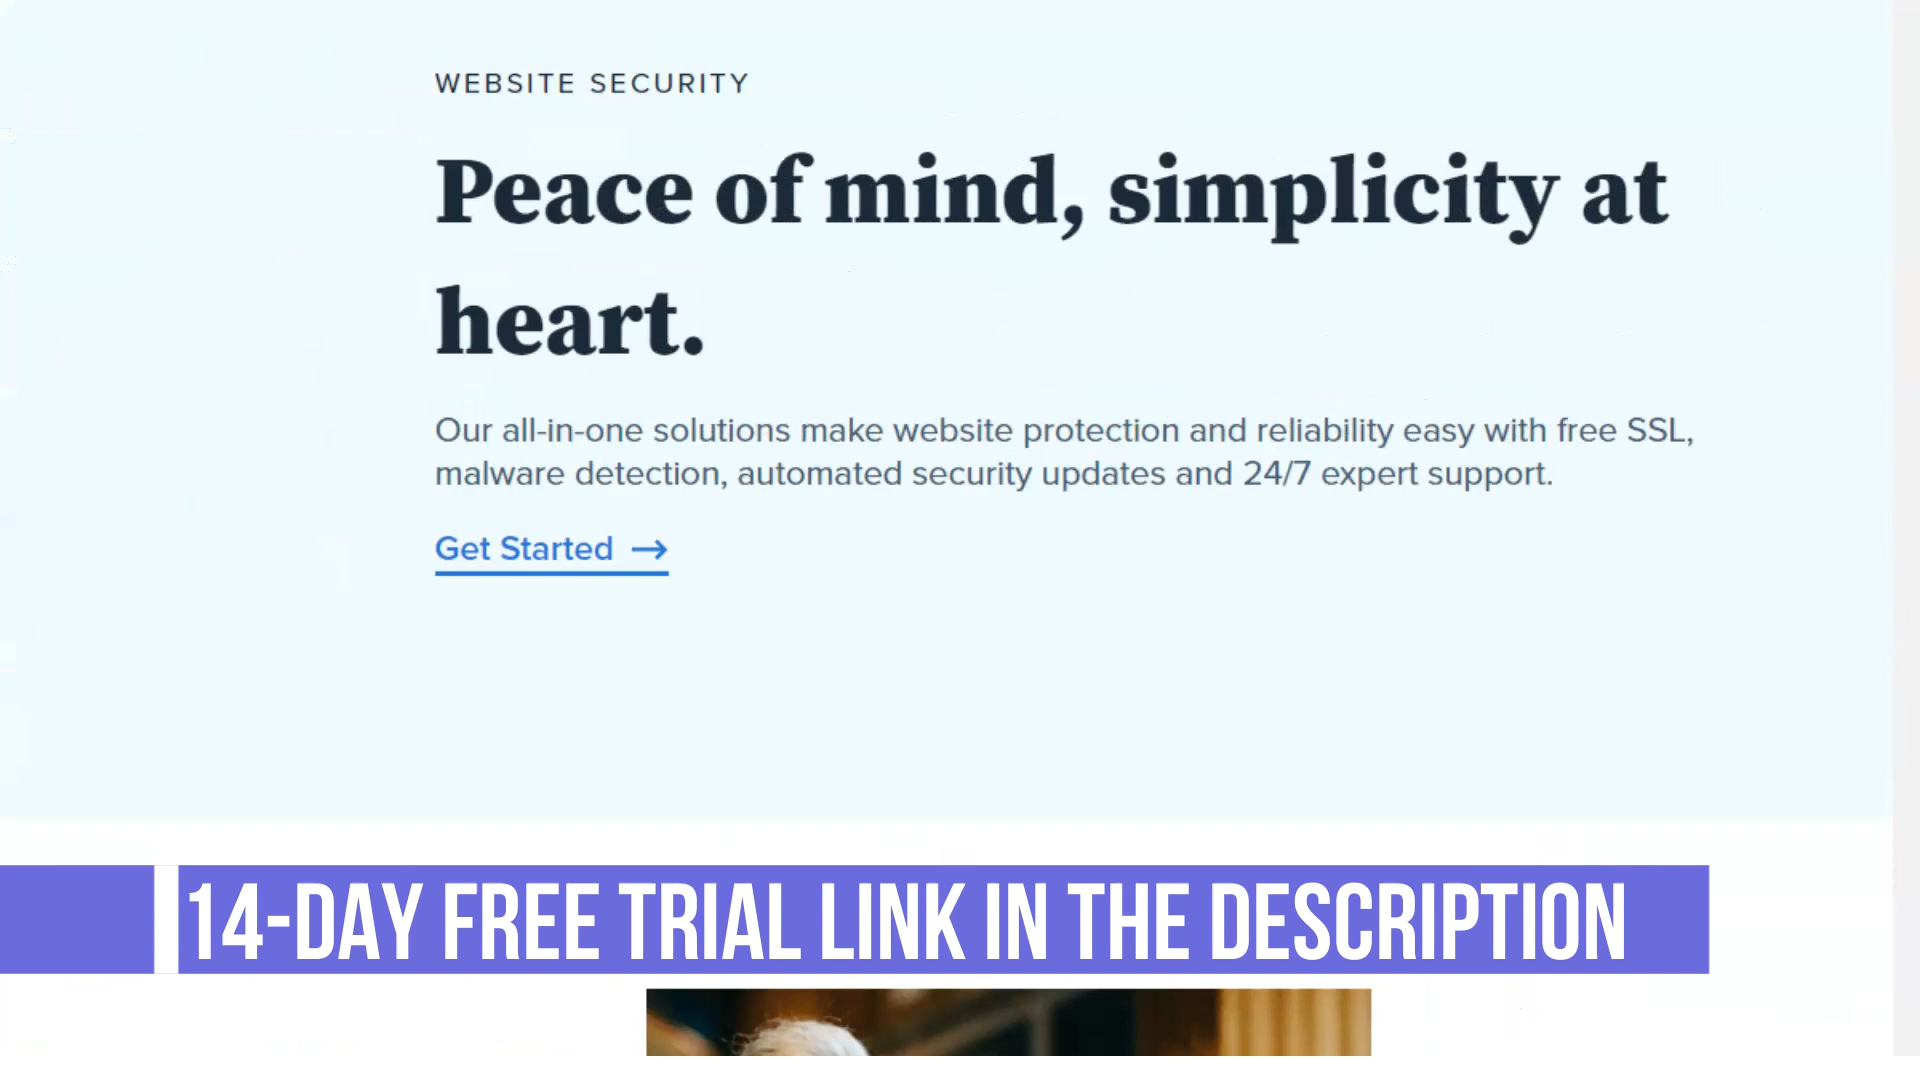 WEBSITE SECURITY
Peace of mind, simplicity at
heart.
Our all-in-one solutions make website protection and reliability easy with free SSL,
malware detection, automated security updates and 24/7 expert support.
Get Started →
14-DAY FREE TRIAL LINK IN THE DESCRIPTION